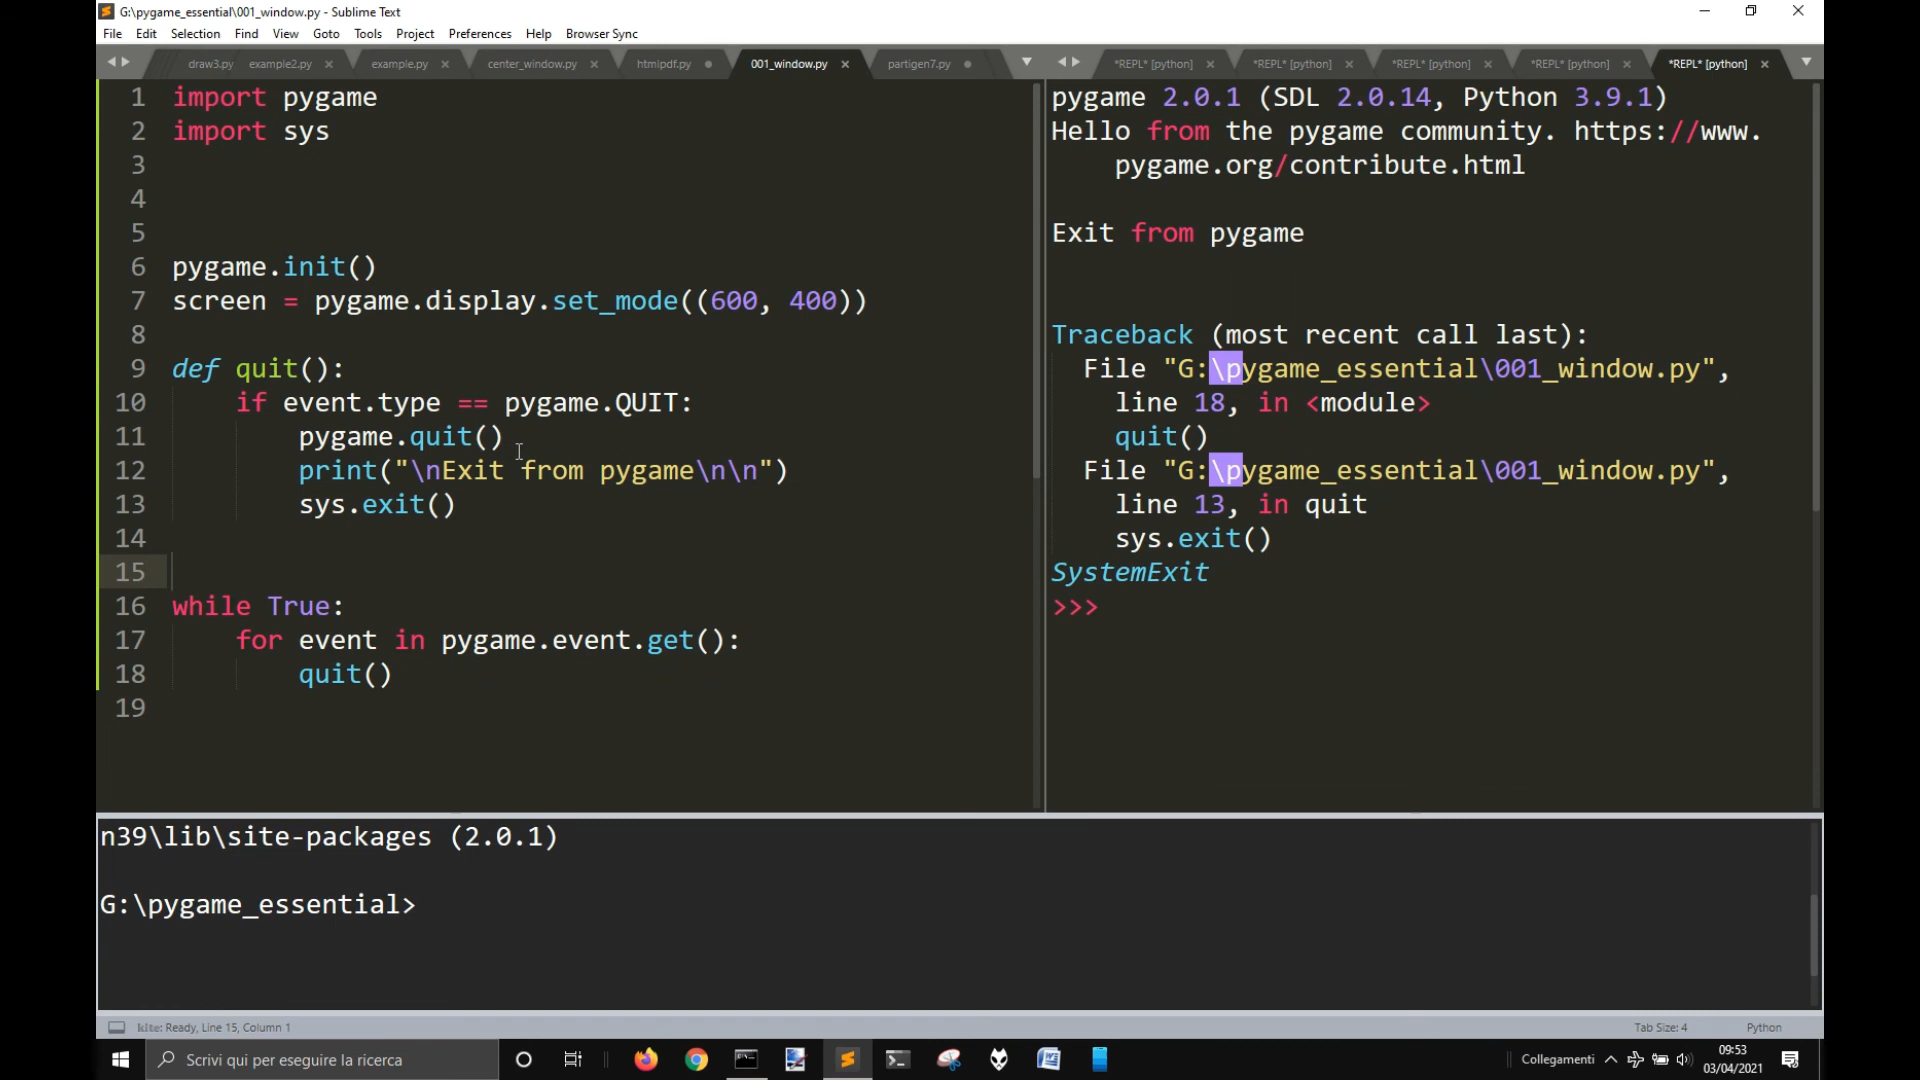 G:\pygame_essential\001_window.py - Sublime Text
File Edit Selection Find View Goto Tools Project Preferences Help Browser Sync
draw3.py example2.py example.py center_window.py htmlpdf.py 001_window.py partigen7.py
*REPL* [python] *REPL* [python] *REPL* [python] *REPL* [python] *REPL* [python]
1 import pygame
2 import sys
3
4
5
6 pygame.init()
7 screen = pygame.display.set_mode((600, 400))
8
9 def quit():
10 if event.type == pygame.QUIT:
11 pygame.quit()
12 print("\nExit from pygame\n\n")
13 sys.exit()
14
15
16 while True:
17 for event in pygame.event.get():
18 quit()
19
pygame 2.0.1 (SDL 2.0.14, Python 3.9.1)
Hello from the pygame community. https://www.
pygame.org/contribute.html
Exit from pygame
Traceback (most recent call last):
File "G:\pygame_essential\001_window.py",
line 18, in <module>
quit()
File "G:\pygame_essential\001_window.py",
line 13, in quit
sys.exit()
SystemExit
>>>
n39\lib\site-packages (2.0.1)
G:\pygame_essential>
kite: Ready, Line 15, Column 1
Tab Size: 4 Python
Scrivi qui per eseguire la ricerca
Collegamenti
09:53
03/04/2021